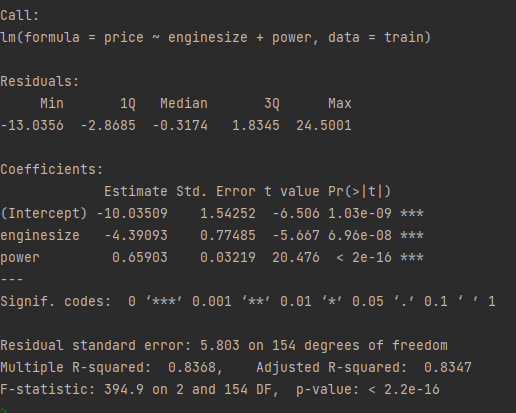 Call:
lm(formula = price ~ enginesize + power, data = train)
Residuals:
     Min       1Q   Median       3Q      Max
-13.0356  -2.8685  -0.3174   1.8345  24.5001
Coefficients:
             Estimate Std. Error t value Pr(>|t|)
(Intercept) -10.03509    1.54252  -6.506 1.03e-09 ***
enginesize   -4.39093    0.77485  -5.667 6.96e-08 ***
power         0.65903    0.03219  20.476  < 2e-16 ***
---
Signif. codes:  0 ‘***’ 0.001 ‘**’ 0.01 ‘*’ 0.05 ‘.’ 0.1 ‘ ’ 1
Residual standard error: 5.803 on 154 degrees of freedom
Multiple R-squared:  0.8368,    Adjusted R-squared:  0.8347
F-statistic: 394.9 on 2 and 154 DF,  p-value: < 2.2e-16